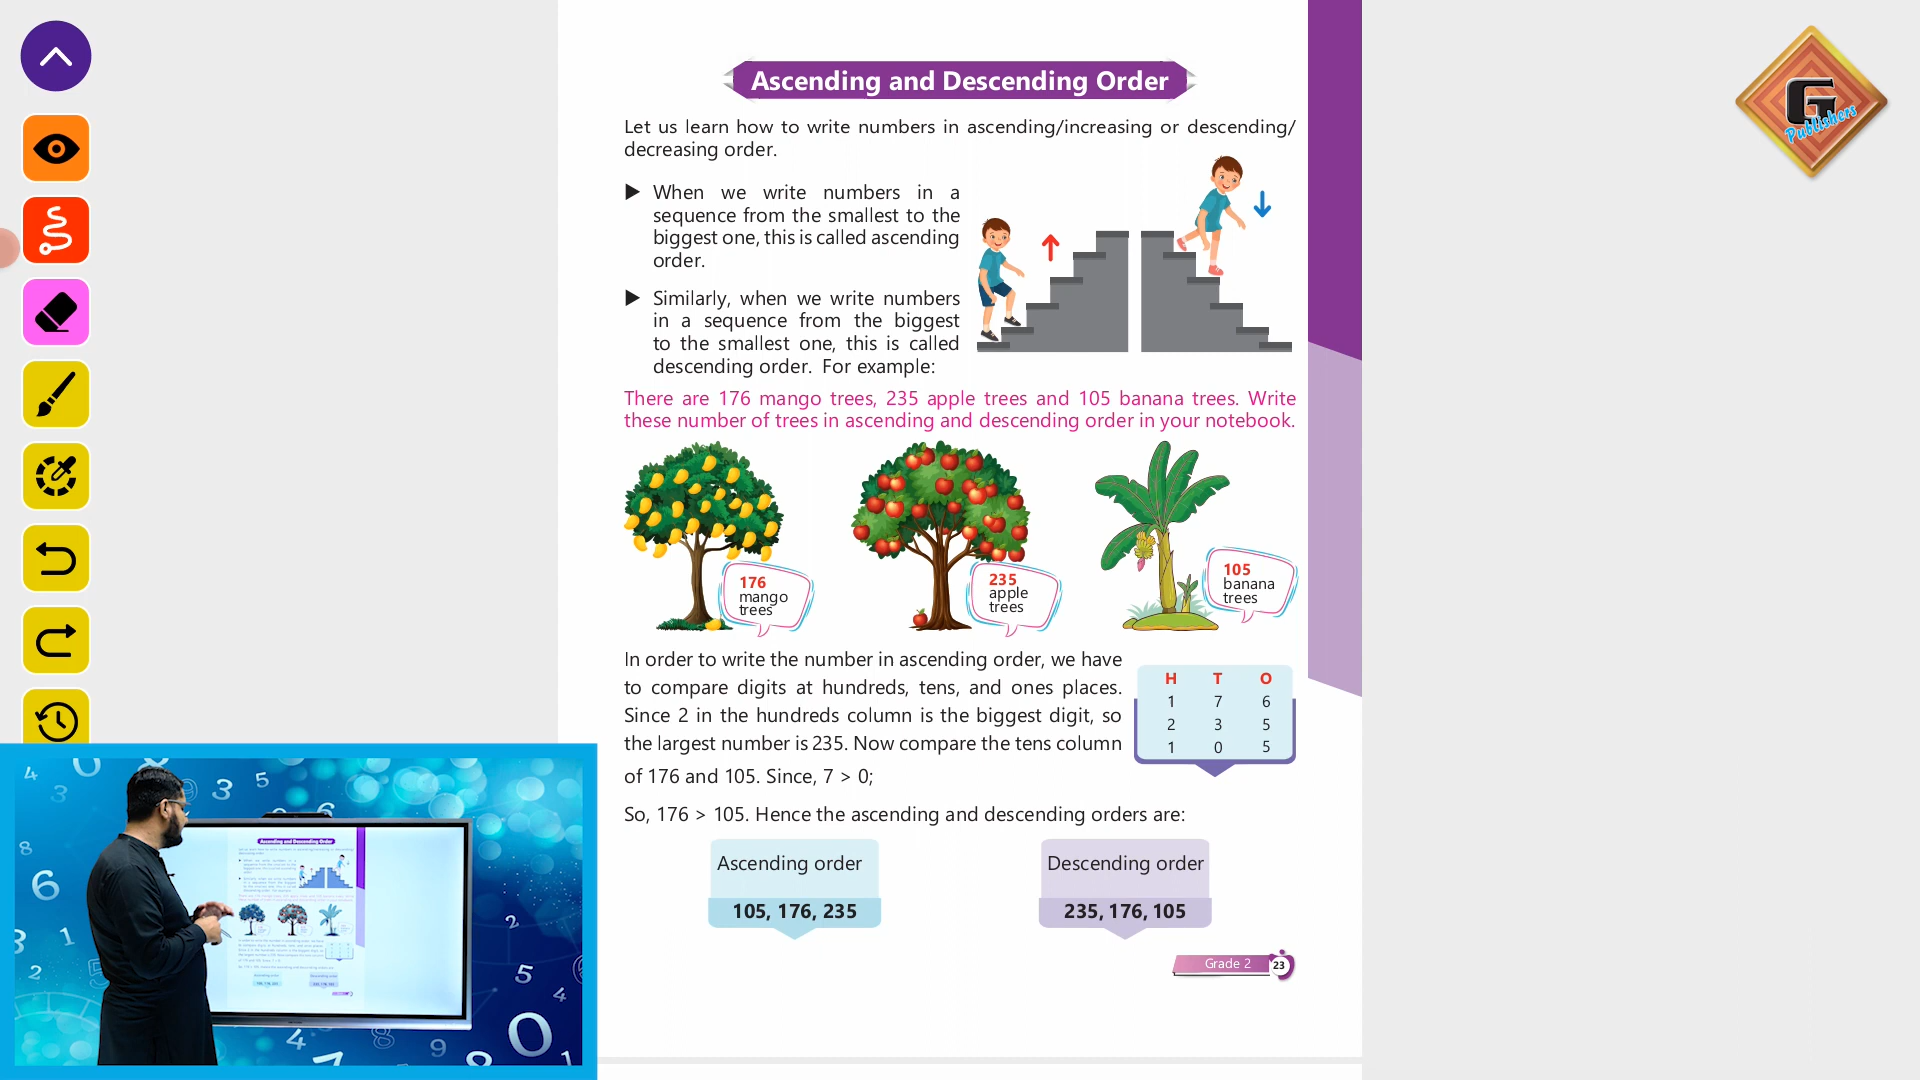 Ascending and Descending Order
Let us learn how to write numbers in ascending/increasing or descending/
decreasing order.
When we write numbers in a
sequence from the smallest to the
biggest one, this is called ascending
order.
Similarly, when we write numbers
in a sequence from the biggest
to the smallest one, this is called
descending order. For example:
There are 176 mango trees, 235 apple trees and 105 banana trees. Write
these number of trees in ascending and descending order in your notebook.
176
mango
trees
235
apple
trees
105
banana
trees
In order to write the number in ascending order, we have
to compare digits at hundreds, tens, and ones places.
Since 2 in the hundreds column is the biggest digit, so
the largest number is 235. Now compare the tens column
of 176 and 105. Since, 7 > 0;
H T O
1 7 6
2 3 5
1 0 5
So, 176 > 105. Hence the ascending and descending orders are:
Ascending order
105, 176, 235
Descending order
235, 176, 105
Grade 2 23
G
Publishers
Ascending and Descending Order